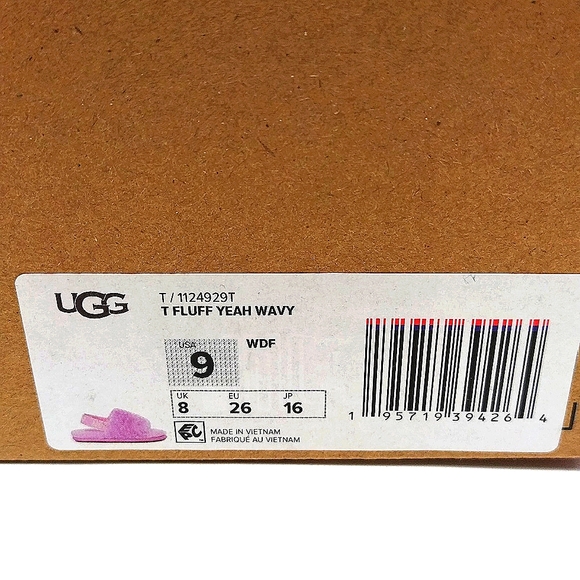 UGG
T / 1124929T
T FLUFF YEAH WAVY
USA
9
WDF
UK EU JP
8 26 16
MADE IN VIETNAM
FABRIQUÉ AU VIETNAM
1 95719 39426 4